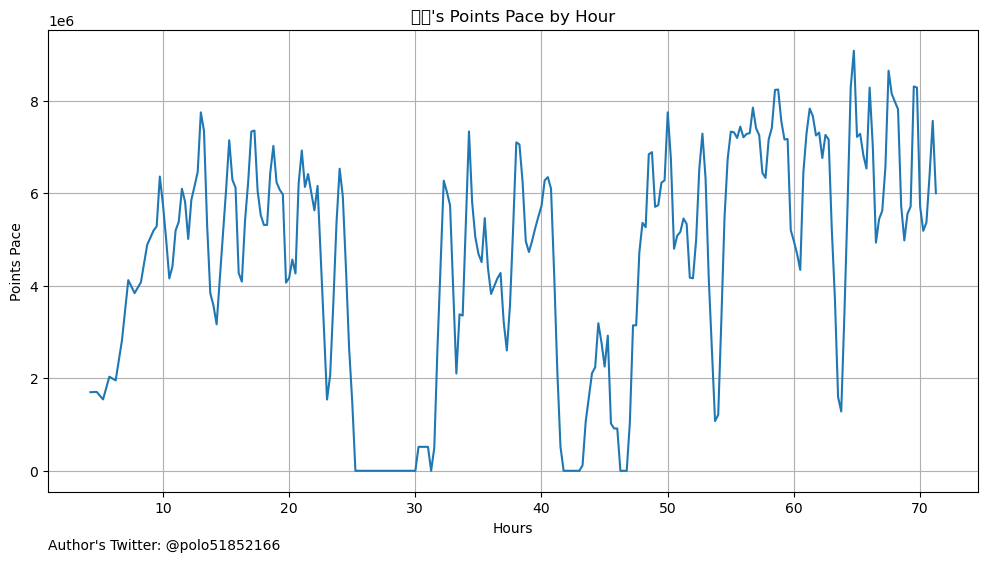 's Points Pace by Hour
1e6
8
6
4
2
0
Points Pace
10 20 30 40 50 60 70
Hours
Author's Twitter: @polo51852166